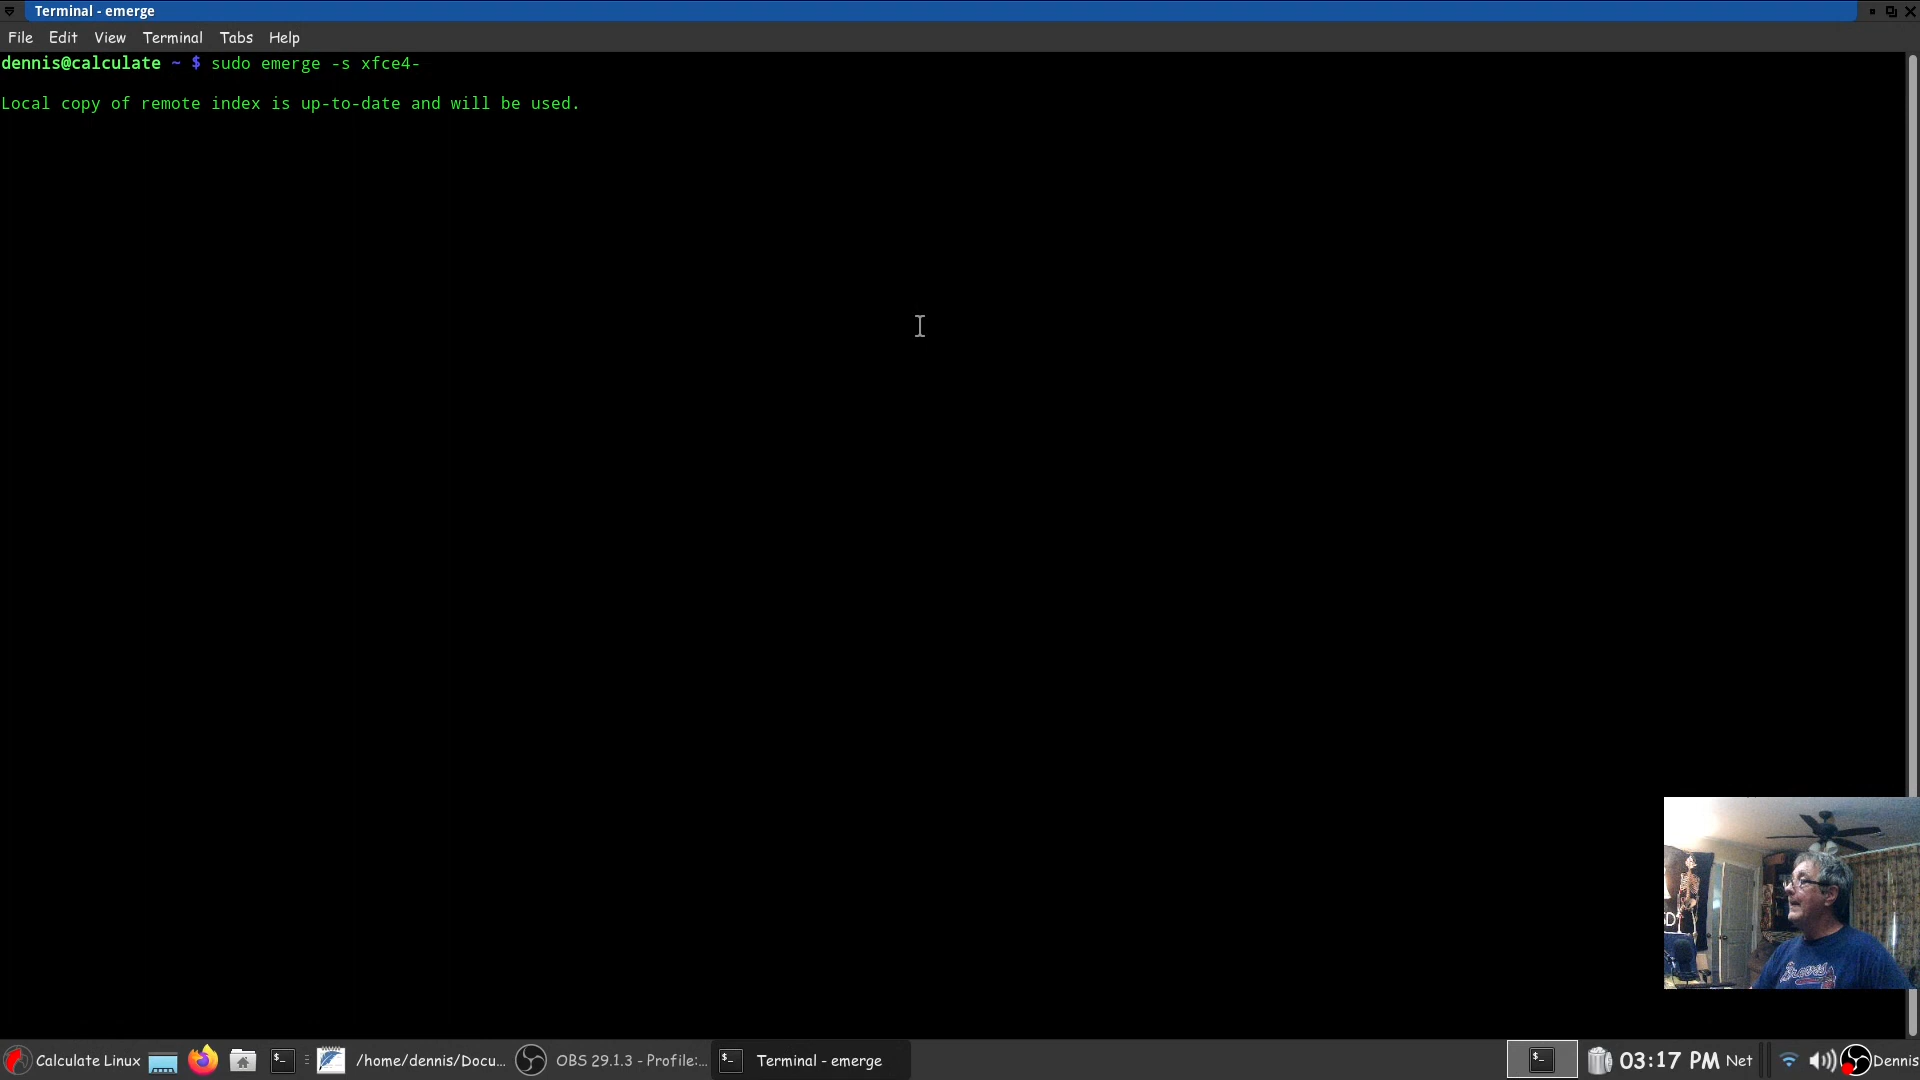 Terminal - emerge
File Edit View Terminal Tabs Help
dennis@calculate ~ $ sudo emerge -s xfce4-
Local copy of remote index is up-to-date and will be used.
Braves
Calculate Linux $- /home/dennis/Docu... OBS 29.1.3 - Profile:... $- Terminal - emerge $- 03:17 PM Net Dennis